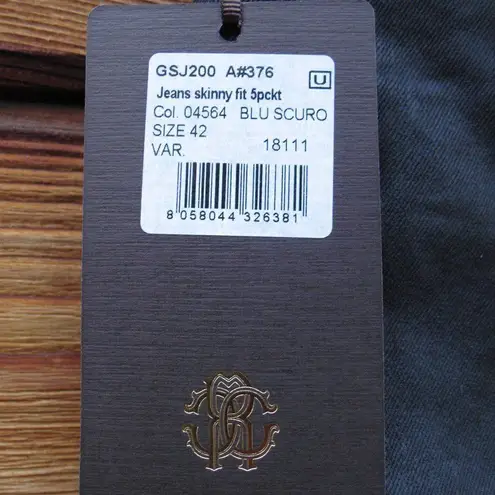 GSJ200 A#376
U
Jeans skinny fit 5pckt
Col. 04564 BLU SCURO
SIZE 42
VAR. 18111
8 058044 326381